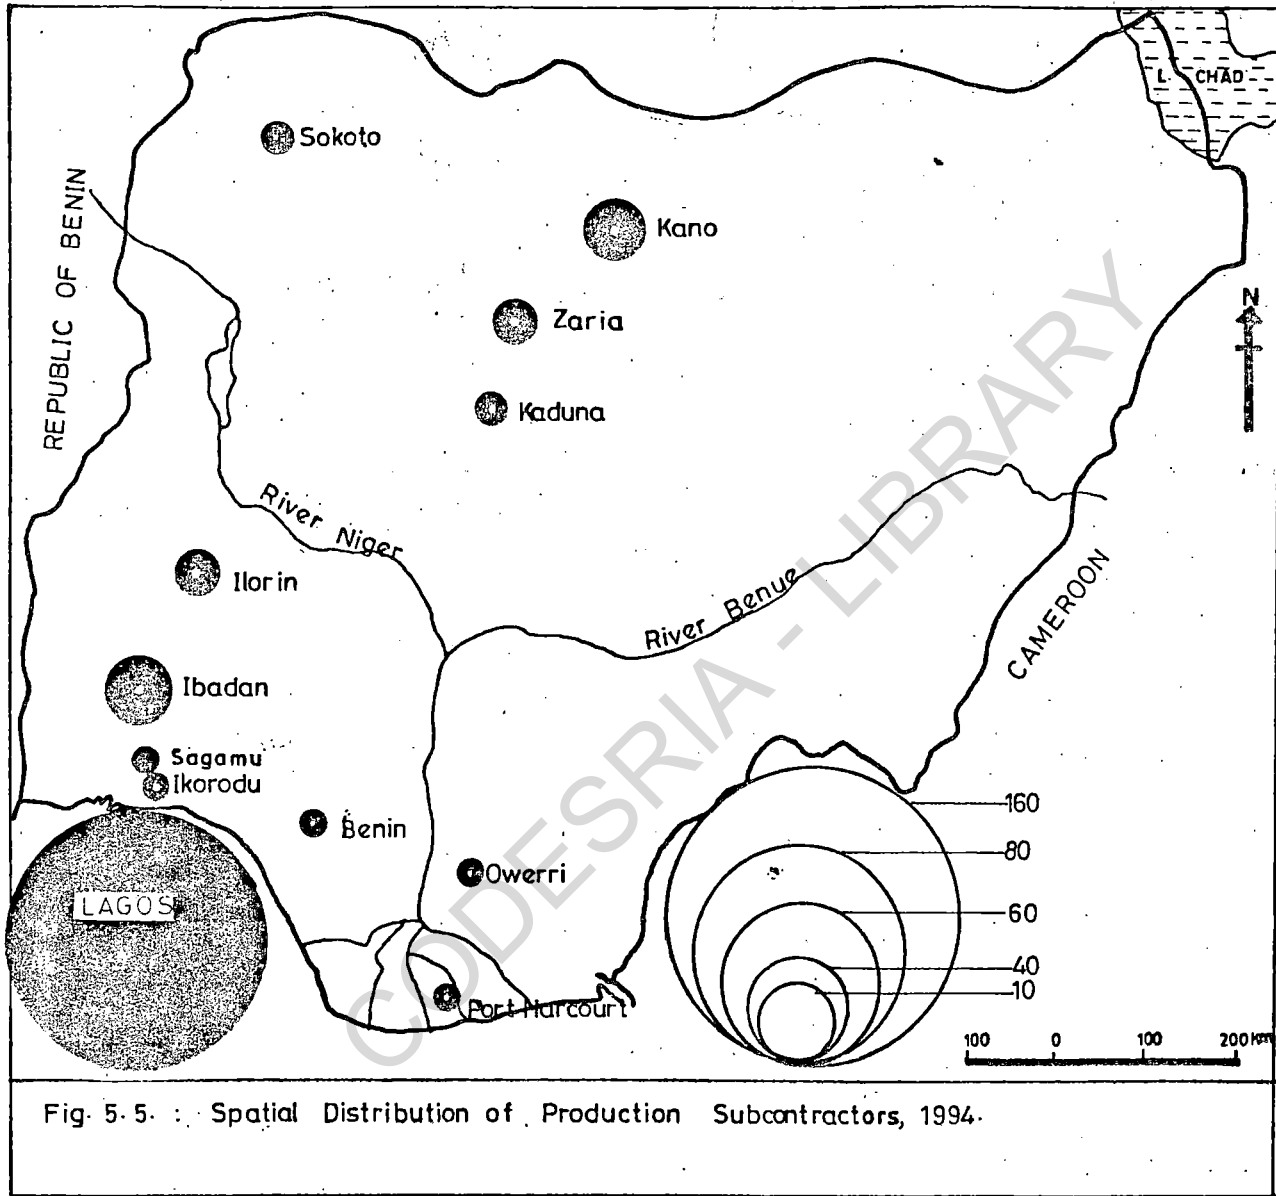 L. CHAD
Sokoto
REPUBLIC OF BENIN
Kano
N
Zaria
Kaduna
River Niger
Ilorin
River Benue
CAMEROON
Ibadan
Sagamu
Ikorodu
Benin
Owerri
LAGOS
Port Harcourt
160
80
60
40
10
100 0 100 200 Km
CODESRIA - LIBRARY
Fig. 5.5. : Spatial Distribution of Production Subcontractors, 1994.